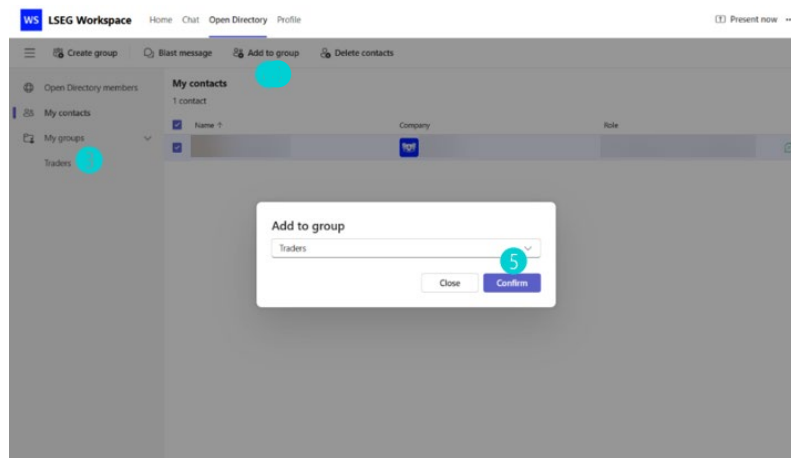 WS LSEG Workspace Home Chat Open Directory Profile Present now
Create group Blast message Add to group Delete contacts
Open Directory members
My contacts
My groups
Traders
My contacts
1 contact
Name ↑ Company Role
Add to group
Traders
5
Close Confirm